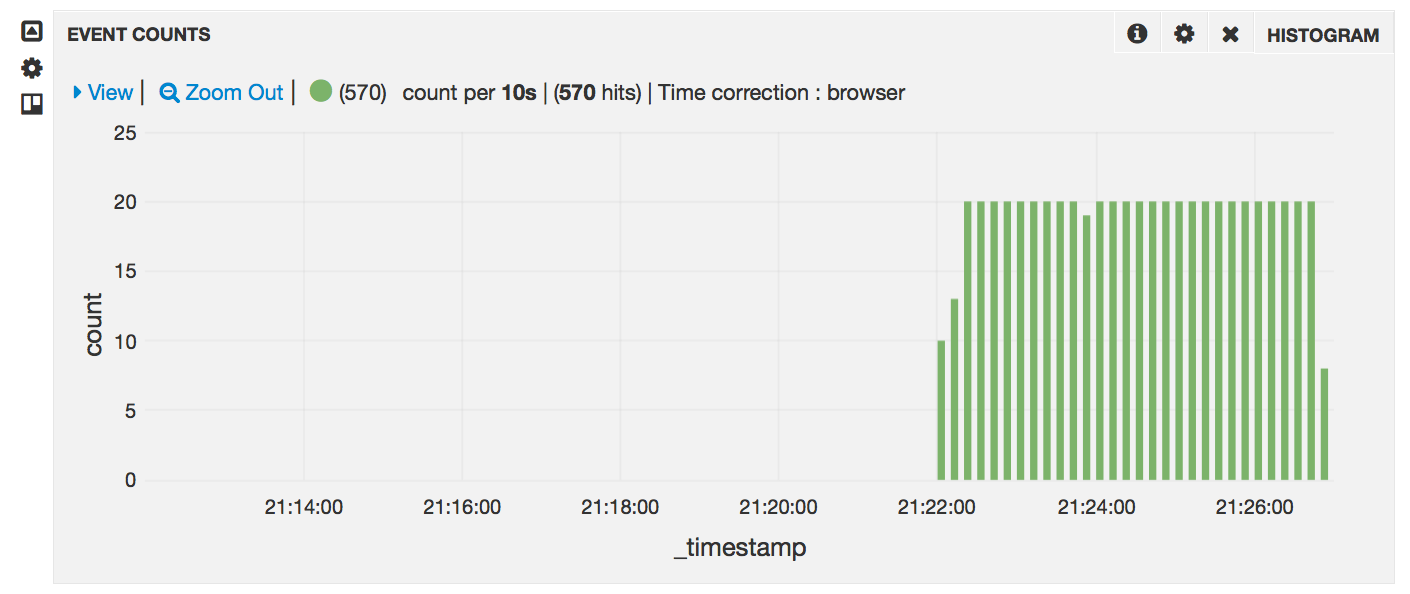 EVENT COUNTS HISTOGRAM
View | Zoom Out | (570) count per 10s | (570 hits) | Time correction : browser
25
20
15
10
5
0
count
21:14:00 21:16:00 21:18:00 21:20:00 21:22:00 21:24:00 21:26:00
_timestamp